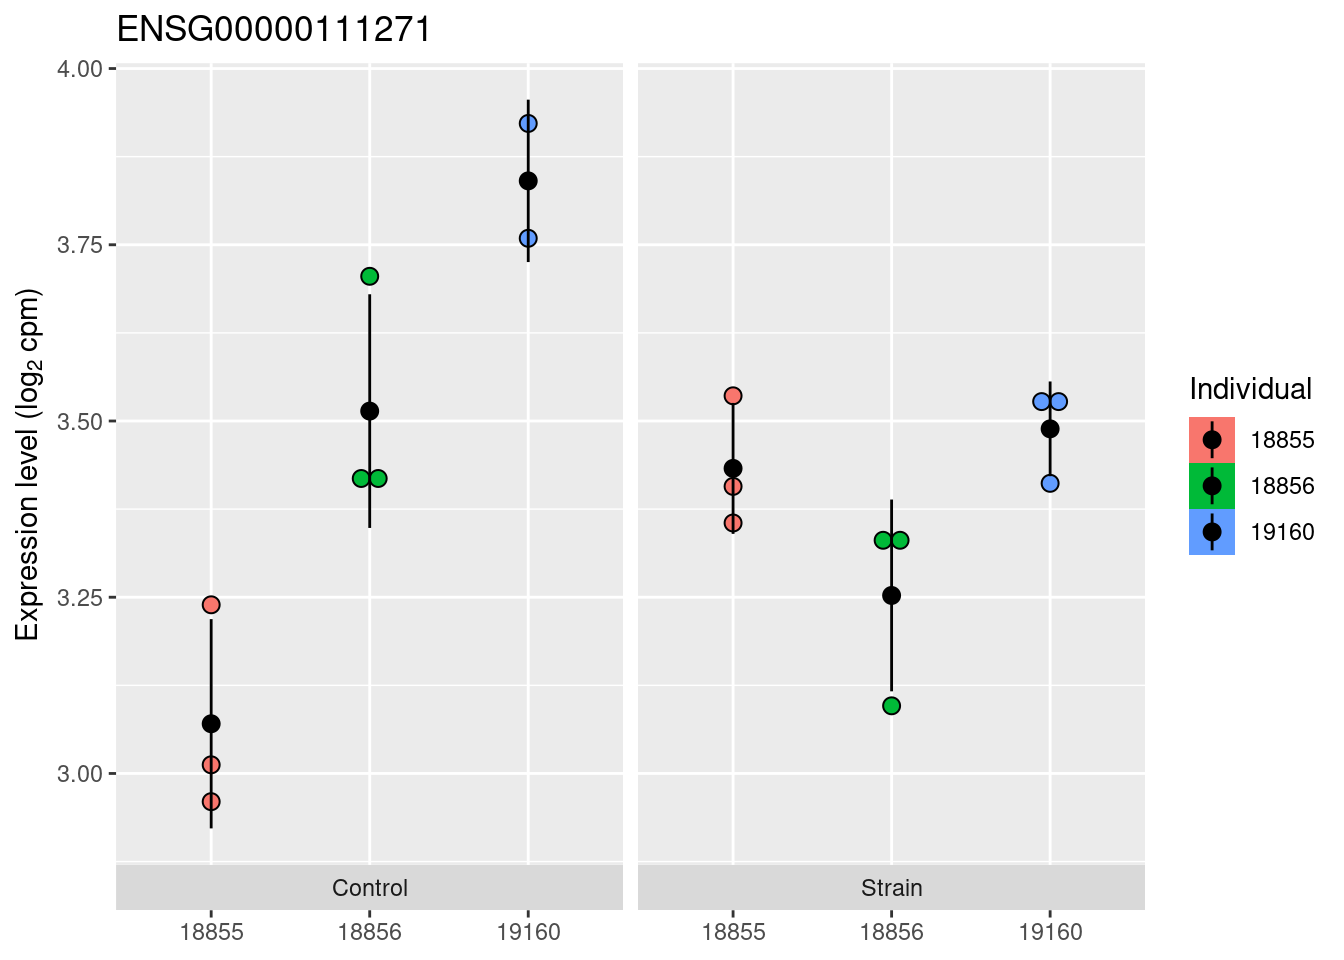 ENSG00000111271
Expression level (log₂ cpm)
4.00
3.75
3.50
3.25
3.00
Control
Strain
18855
18856
19160
18855
18856
19160
Individual
18855
18856
19160